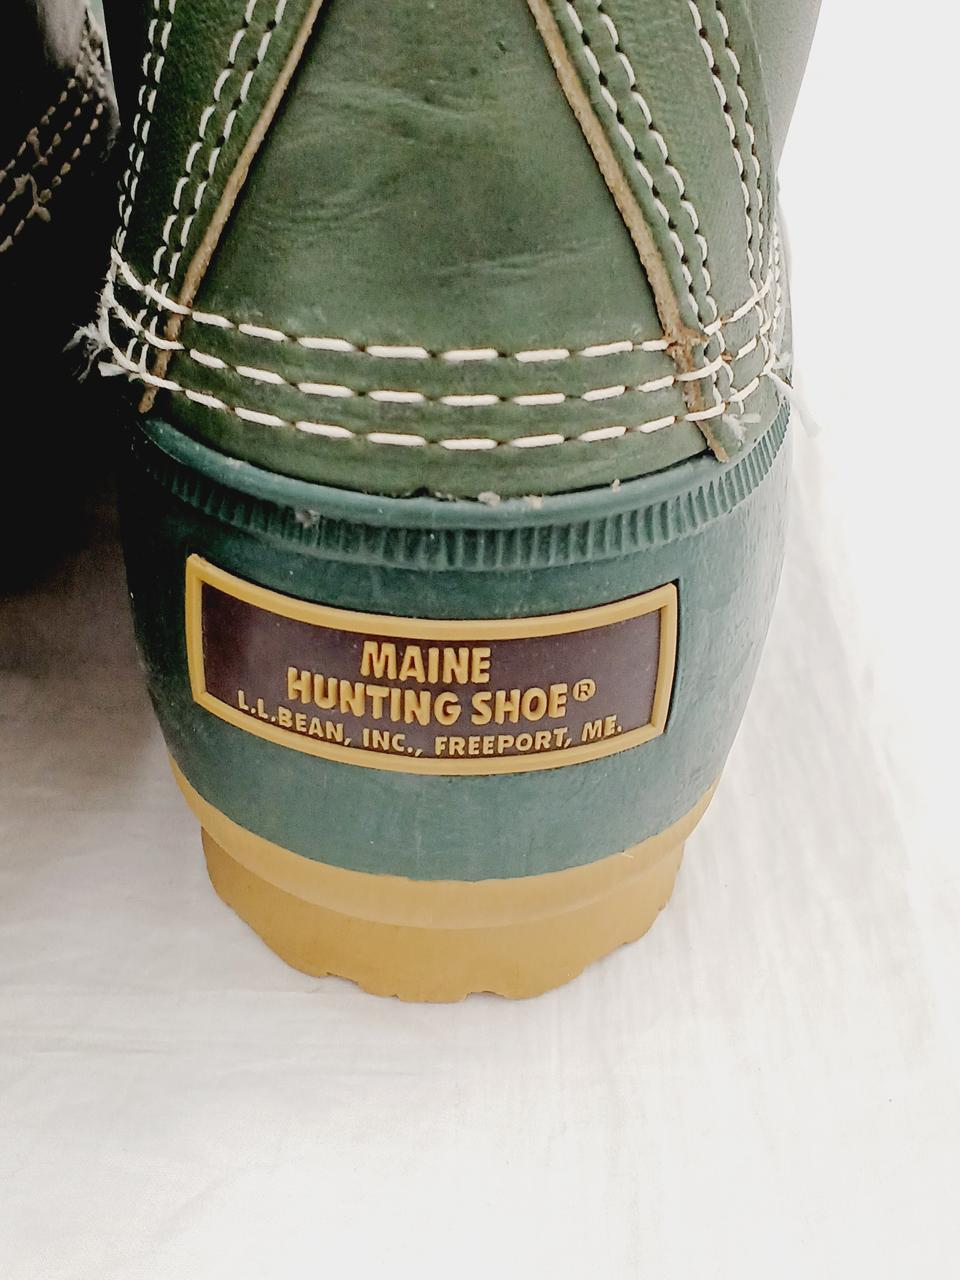 MAINE
HUNTING SHOE®
L.L.BEAN, INC., FREEPORT, ME.